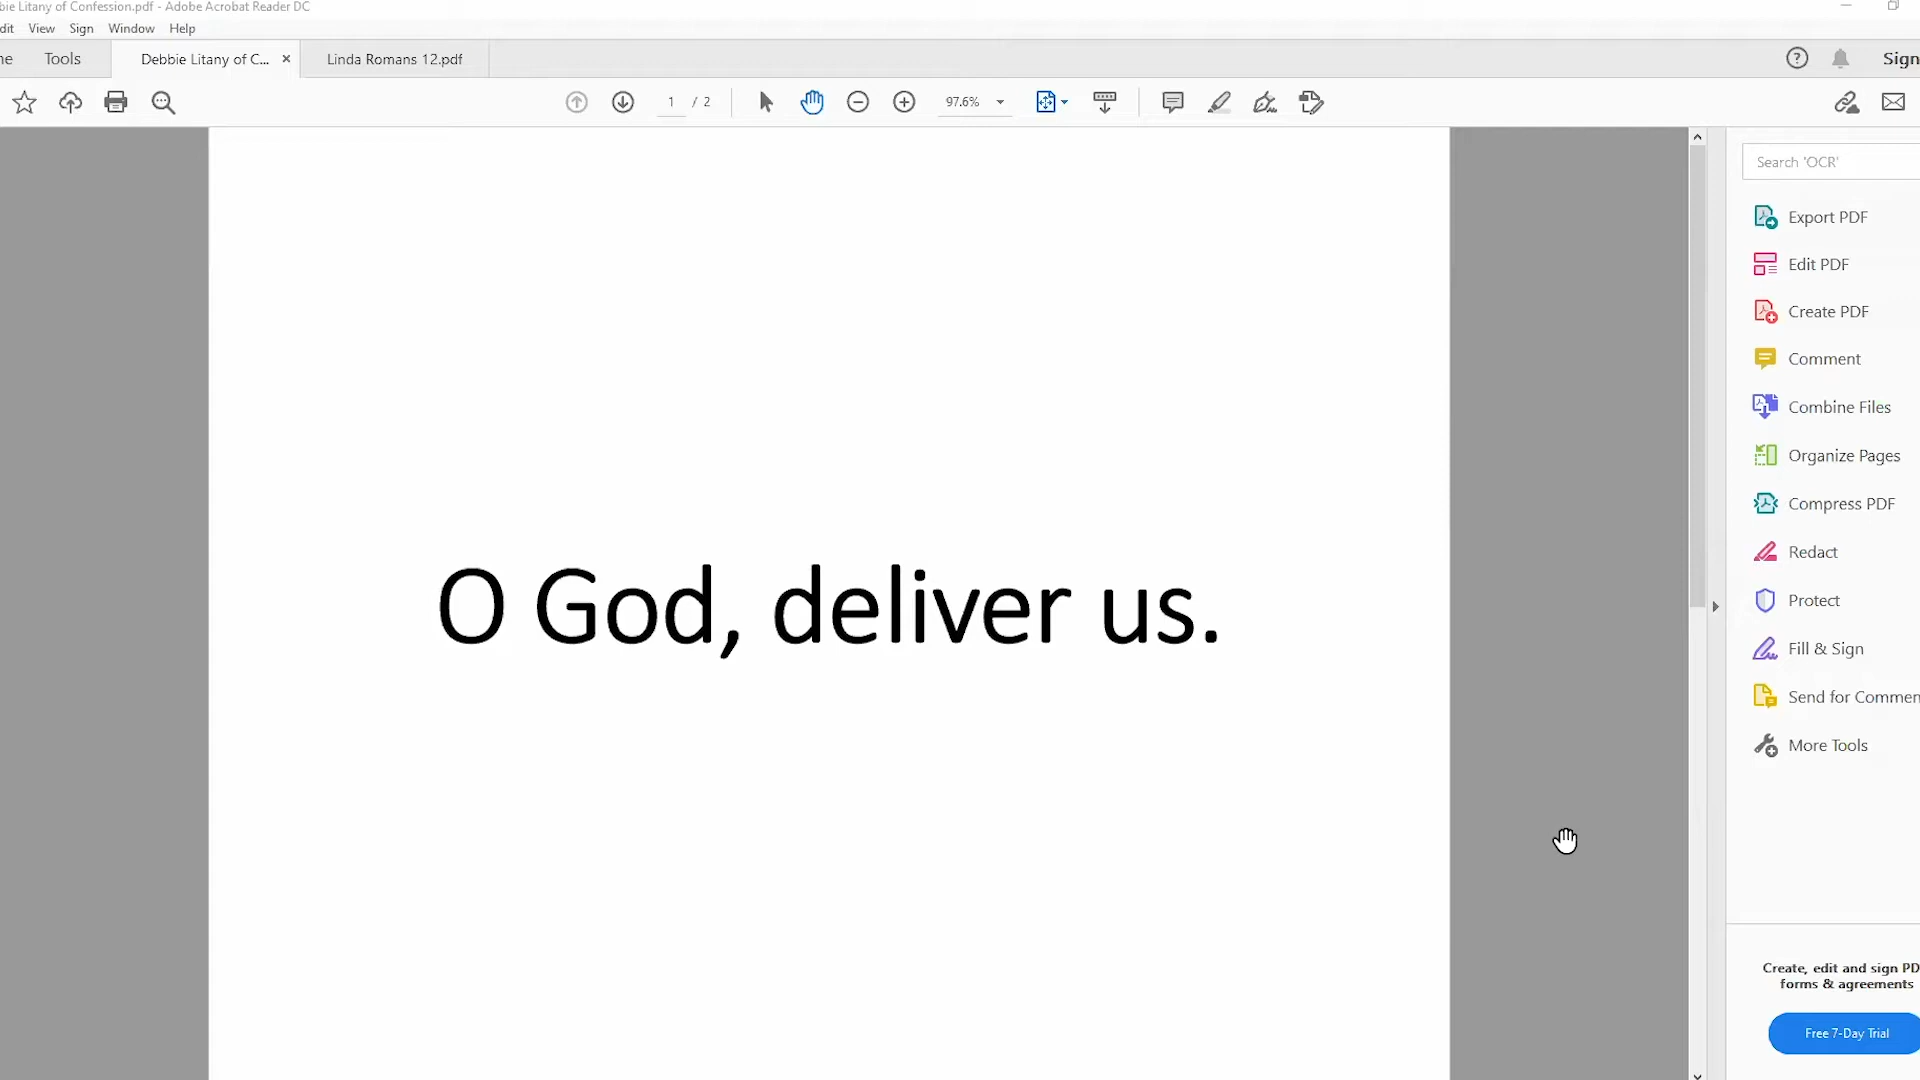 bie Litany of Confession.pdf - Adobe Acrobat Reader DC
dit View Sign Window Help
ne Tools Debbie Litany of C... × Linda Romans 12.pdf Sign
1 / 2 97.6%
Search 'OCR'
Export PDF
Edit PDF
Create PDF
Comment
Combine Files
Organize Pages
Compress PDF
Redact
Protect
Fill & Sign
Send for Commen
More Tools
O God, deliver us.
Create, edit and sign PD
forms & agreements
Free 7-Day Trial